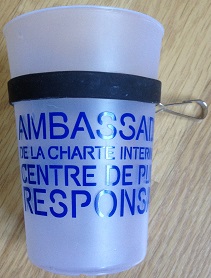 AMBASSAD
DE LA CHARTE INTERN
CENTRE DE PL
RESPONS